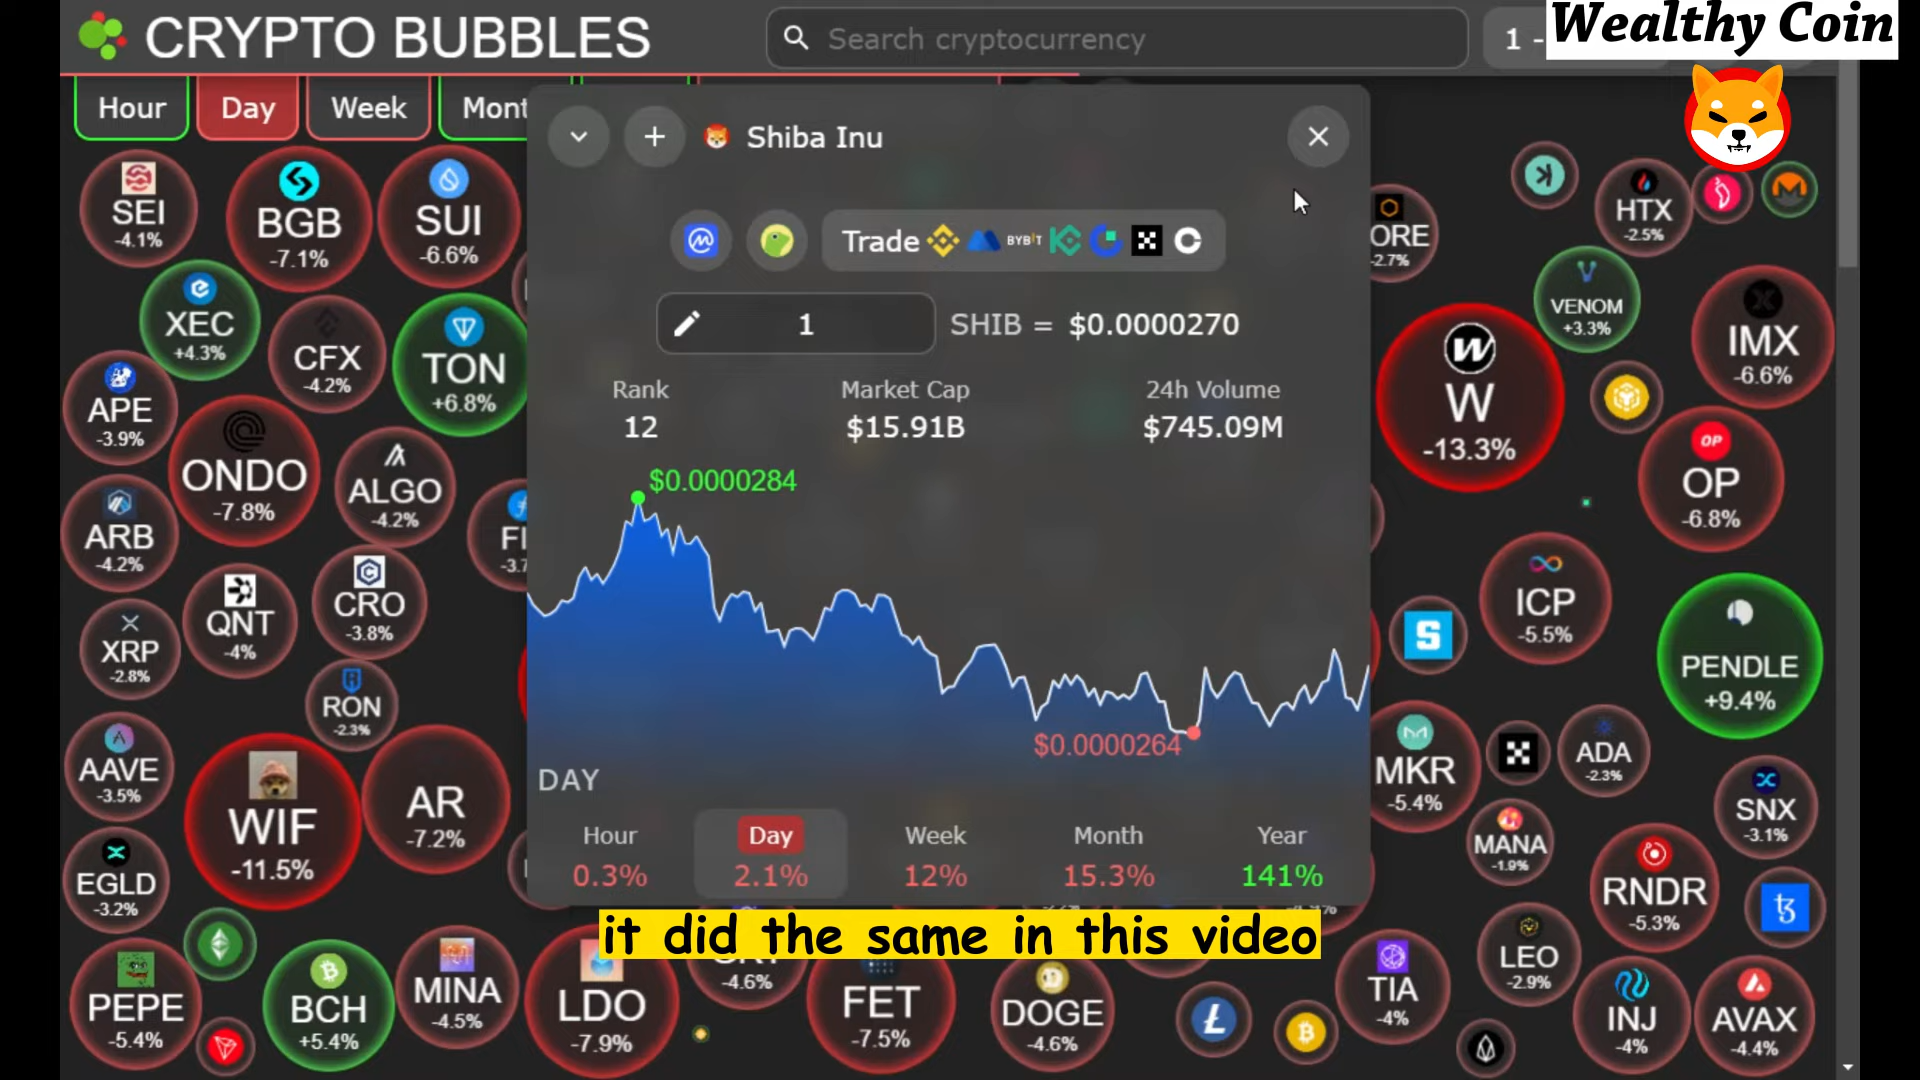 CRYPTO BUBBLES
Search cryptocurrency
1 -
Wealthy Coin
Hour
Day
Week
Shiba Inu
Trade
BYBIT
1
SHIB = $0.0000270
Rank
Market Cap
24h Volume
12
$15.91B
$745.09M
$0.0000284
$0.0000264
DAY
Hour
Day
Week
Month
Year
0.3%
2.1%
12%
15.3%
141%
it did the same in this video
SEI
-4.1%
BGB
-7.1%
SUI
-6.6%
XEC
+4.3%
CFX
-4.2%
TON
+6.8%
APE
-3.9%
ONDO
-7.8%
ALGO
-4.2%
ARB
-4.2%
QNT
-4%
CRO
-3.8%
XRP
-2.8%
RON
-2.3%
AAVE
-3.5%
WIF
-11.5%
AR
-7.2%
EGLD
-3.2%
PEPE
-5.4%
BCH
+5.4%
MINA
-4.5%
LDO
-7.9%
-4.6%
FET
-7.5%
DOGE
-4.6%
ORE
-2.7%
HTX
-2.5%
VENOM
+3.3%
IMX
-6.6%
W
-13.3%
OP
OP
-6.8%
ICP
-5.5%
PENDLE
+9.4%
MKR
-5.4%
ADA
-2.3%
SNX
-3.1%
MANA
-1.9%
RNDR
-5.3%
LEO
-2.9%
TIA
-4%
INJ
-4%
AVAX
-4.4%